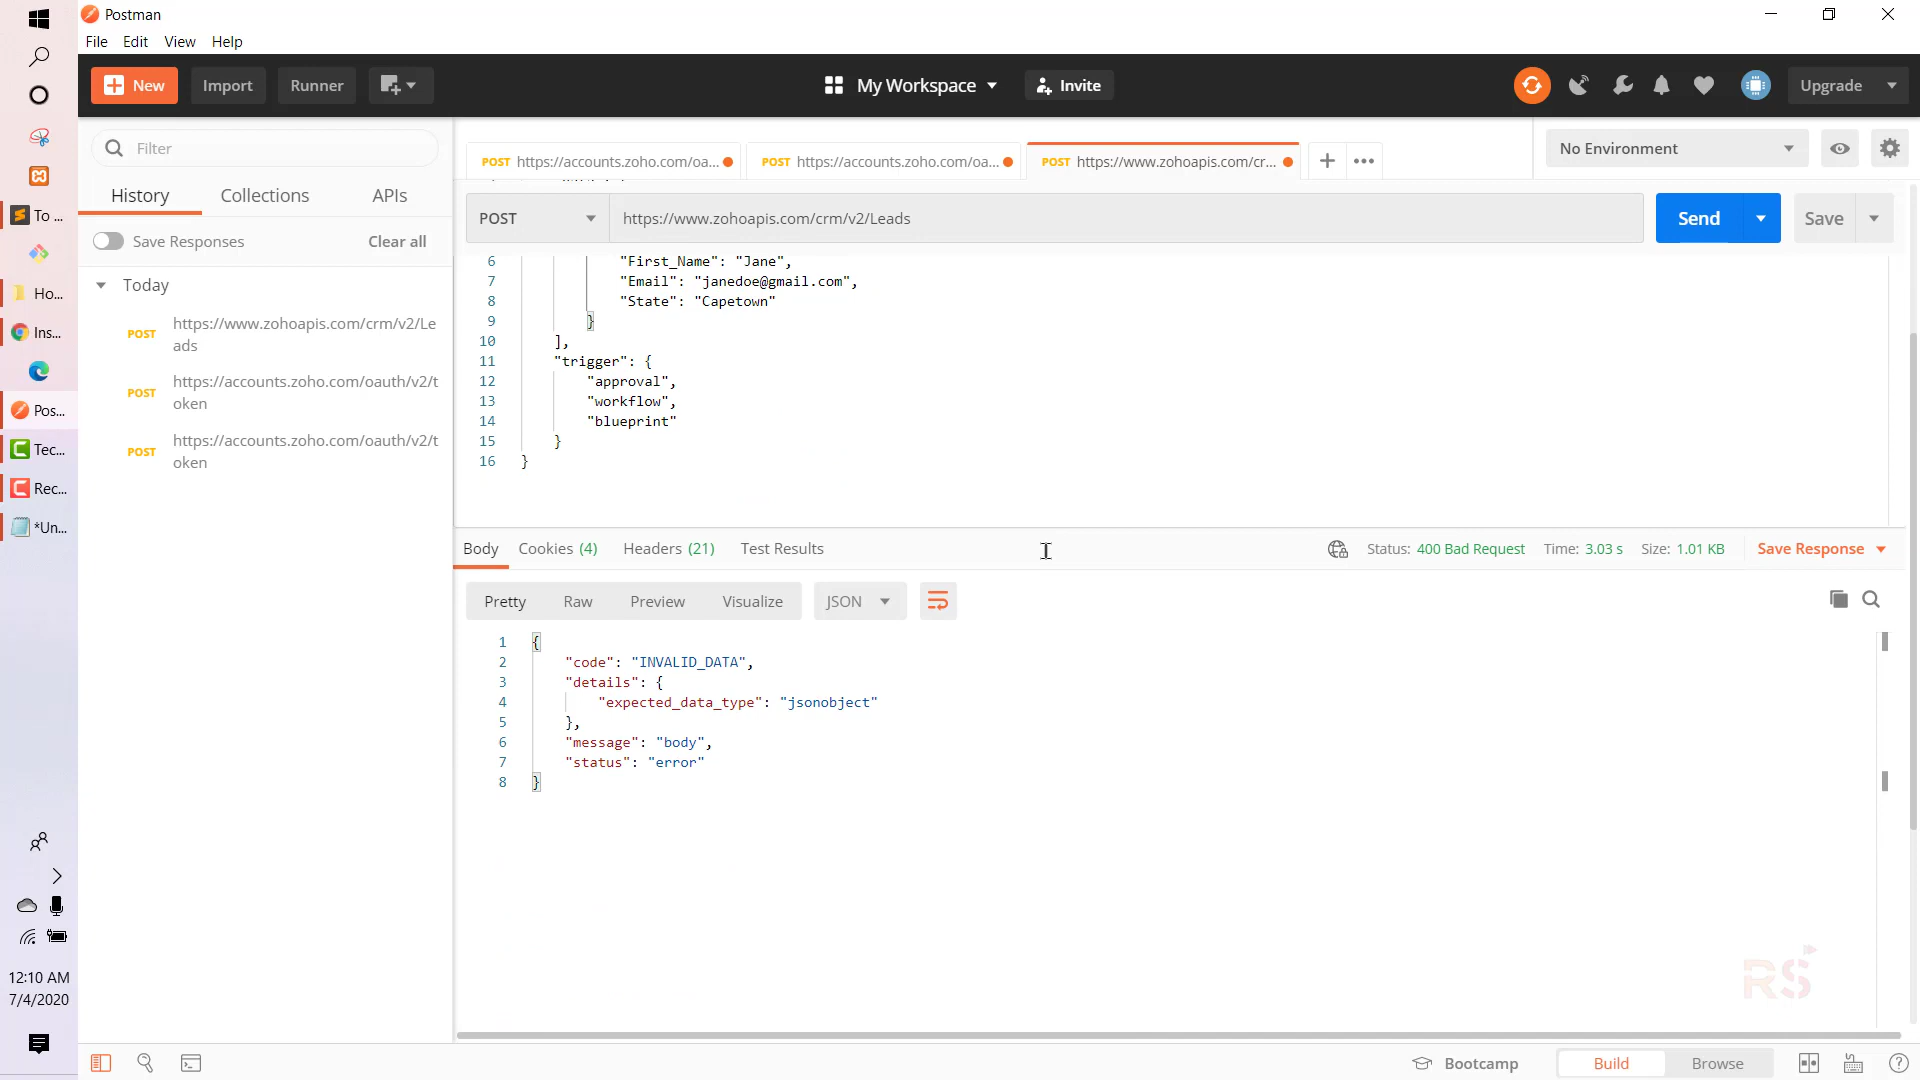 Postman
File Edit View Help
New Import Runner My Workspace Invite Upgrade
Filter
History Collections APIs
Save Responses Clear all
Today
POST https://www.zohoapis.com/crm/v2/Le
ads
POST https://accounts.zoho.com/oauth/v2/t
oken
POST https://accounts.zoho.com/oauth/v2/t
oken
To ...
Ho...
Ins...
Pos...
Tec...
Rec...
*Un...
12:10 AM
7/4/2020
POST https://accounts.zoho.com/oa... POST https://accounts.zoho.com/oa... POST https://www.zohoapis.com/cr... No Environment
POST https://www.zohoapis.com/crm/v2/Leads Send Save
6 "First_Name": "Jane",
7 "Email": "janedoe@gmail.com",
8 "State": "Capetown"
9 }
10 ],
11 "trigger": {
12 "approval",
13 "workflow",
14 "blueprint"
15 }
16 }
Body Cookies (4) Headers (21) Test Results Status: 400 Bad Request Time: 3.03 s Size: 1.01 KB Save Response
Pretty Raw Preview Visualize JSON
1 {
2 "code": "INVALID_DATA",
3 "details": {
4 "expected_data_type": "jsonobject"
5 },
6 "message": "body",
7 "status": "error"
8 }
RS
Bootcamp Build Browse